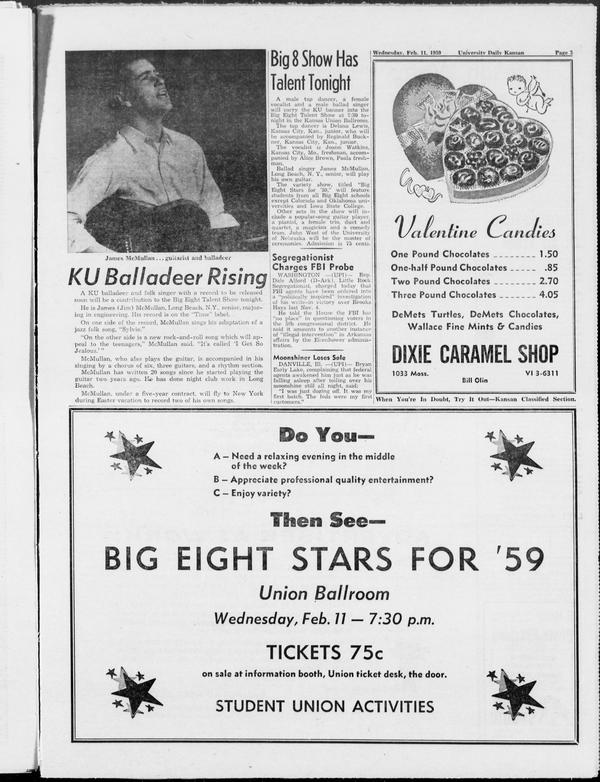 Wednesday, Feb. 11, 1959 University Daily Kansan Page 3
James McMullan . . . guitarist and balladeer
KU Balladeer Rising
A KU balladeer and folk singer with a record to be released
soon will be a contribution to the Big Eight Talent Show tonight.
He is James (Jim) McMullan, Long Beach, N.Y., senior, major-
ing in engineering. His record is on the "Time" label.
On one side of the record, McMullan sings his adaptation of a
jazz folk song, "Sylvie."
"On the other side is a new rock-and-roll song which will ap-
peal to the teenagers," McMullan said. "It's called 'I Get So
Jealous.'"
McMullan, who also plays the guitar, is accompanied in his
singing by a chorus of six, three guitars, and a rhythm section.
McMullan has written 20 songs since he started playing the
guitar two years ago. He has done night club work in Long
Beach.
McMullan, under a five-year contract, will fly to New York
during Easter vacation to record two of his own songs.
Big 8 Show Has
Talent Tonight
A male tap dancer, a female
vocalist and a male ballad singer
will carry the KU banner into the
Big Eight Talent Show at 7:30 to-
night in the Kansas Union Ballroom.
The tap dancer is Delano Lewis,
Kansas City, Kan., junior, who will
be accompanied by Reginald Buck-
ner, Kansas City, Kan., junior.
The vocalist is Joann Watkins,
Kansas City, Mo., freshman, accom-
panied by Alice Brown, Paola fresh-
man.
Ballad singer James McMullan,
Long Beach, N. Y., senior, will play
his own guitar.
The variety show, titled "Big
Eight Stars for '59," will feature
students from all Big Eight schools
except Colorado and Oklahoma uni-
versities and Iowa State College.
Other acts in the show will in-
clude a popular-song guitar player,
a pianist, a female trio, duet and
quartet, a magician and a comedy
team. John West of the University
of Nebraska will be the master of
ceremonies. Admission is 75 cents.
Segregationist
Charges FBI Probe
WASHINGTON —(UPI)— Rep.
Dale Alford (D-Ark), Little Rock
Segregationist, charged today that
FBI agents have been ordered into
a "politically inspired" investigation
of his write-in victory over Brooks
Hays last Nov. 4.
He told the House the FBI has
"no place" in questioning voters in
the 5th congressional district. He
said it amounts to another instance
of "illegal intervention" in Arkansas
affairs by the Eisenhower adminis-
tration.
Moonshiner Loses Sale
DANVILLE, Ill. —(UPI)— Bryan
Early Lake, complaining that federal
agents awakened him just as he was
falling asleep after toiling over his
moonshine still all night, said:
"I was just dozing off. It was my
first batch. The feds were my first
customers."
Valentine Candies
One Pound Chocolates 1.50
One-half Pound Chocolates .85
Two Pound Chocolates 2.70
Three Pound Chocolates 4.05
DeMets Turtles, DeMets Chocolates,
Wallace Fine Mints & Candies
DIXIE CARAMEL SHOP
1033 Mass. VI 3-6311
Bill Olin
When You're In Doubt, Try It Out—Kansan Classified Section.
Do You—
A — Need a relaxing evening in the middle
of the week?
B — Appreciate professional quality entertainment?
C — Enjoy variety?
Then See—
BIG EIGHT STARS FOR '59
Union Ballroom
Wednesday, Feb. 11 — 7:30 p.m.
TICKETS 75c
on sale at information booth, Union ticket desk, the door.
STUDENT UNION ACTIVITIES